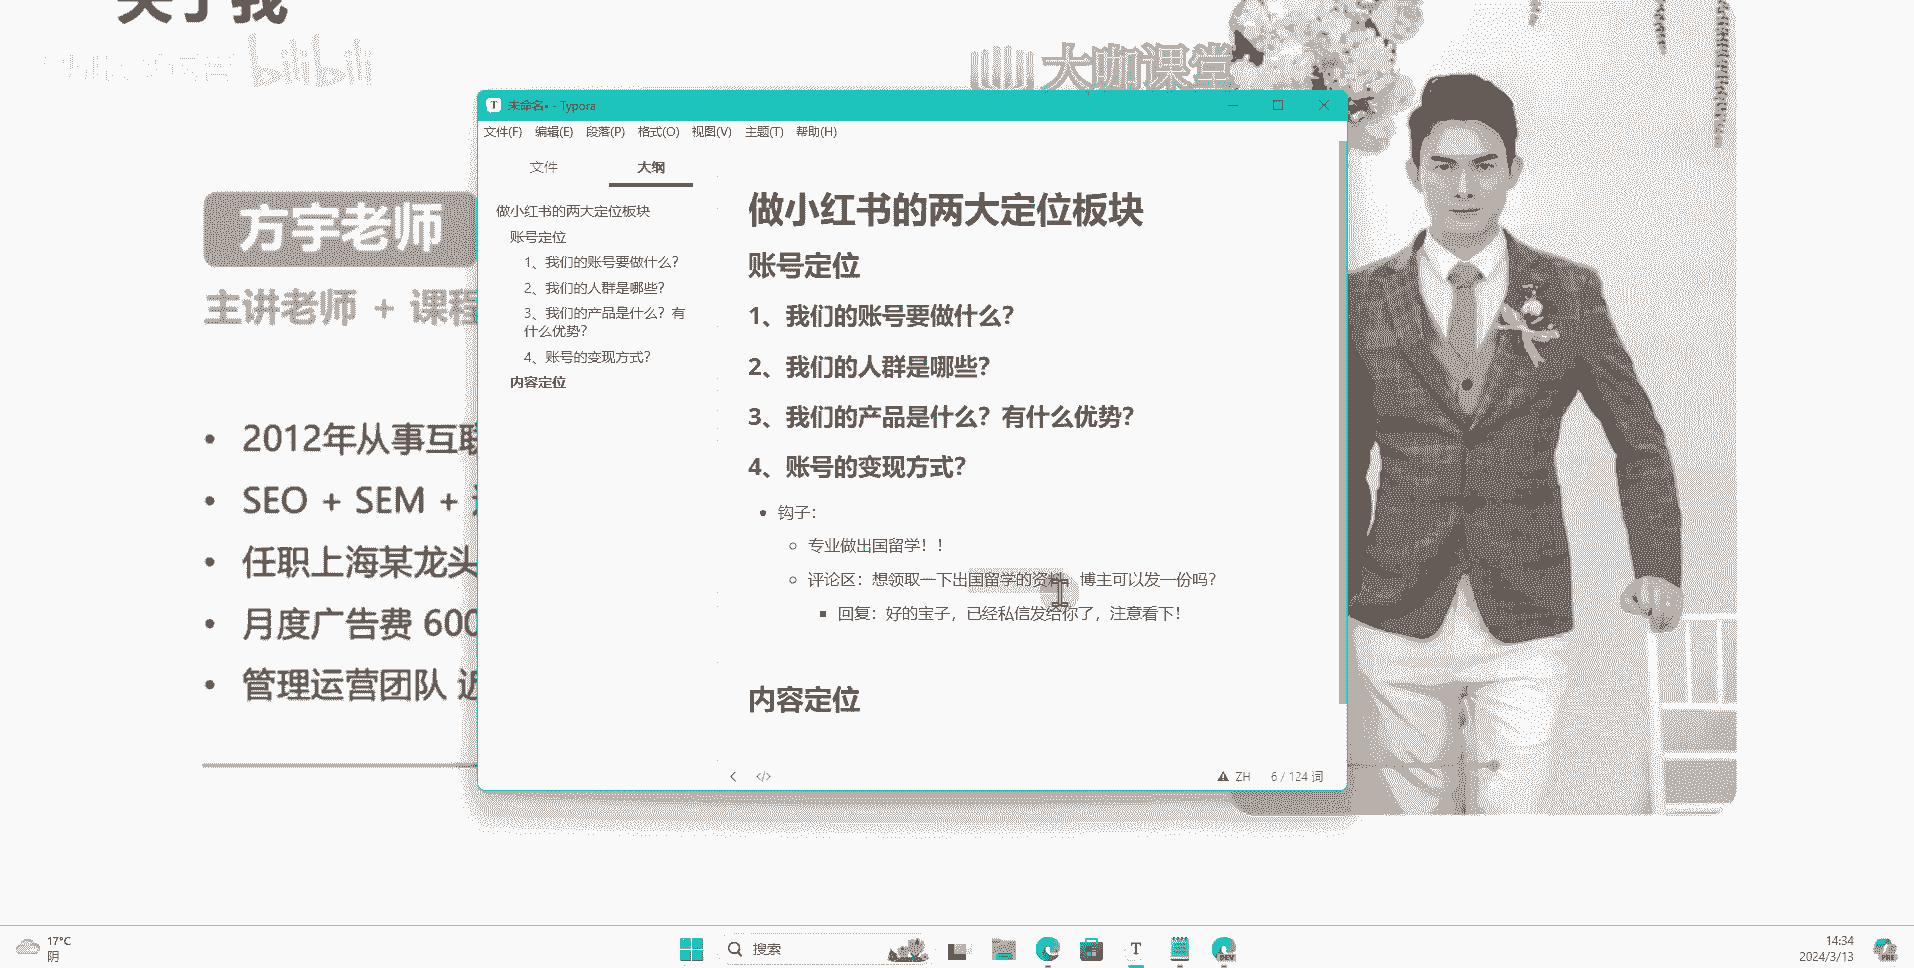 关于我
bilibili
大咖课堂
未命名• - Typora
文件(F) 编辑(E) 段落(P) 格式(O) 视图(V) 主题(T) 帮助(H)
文件 大纲
做小红书的两大定位板块
账号定位
1、我们的账号要做什么？
2、我们的人群是哪些？
3、我们的产品是什么？有
什么优势？
4、账号的变现方式？
内容定位
做小红书的两大定位板块
账号定位
1、我们的账号要做什么？
2、我们的人群是哪些？
3、我们的产品是什么？有什么优势？
4、账号的变现方式？
钩子：
专业做出国留学！！
评论区：想领取一下出国留学的资料，博主可以发一份吗？
回复：好的宝子，已经私信发给你了，注意看下！
内容定位
ZH 6 / 124 词
方宇老师
主讲老师 + 课程
• 2012年从事互联
• SEO + SEM +
• 任职上海某龙头
• 月度广告费 600
• 管理运营团队 近
17°C
阴
搜索
T
DEV
14:34
2024/3/13
PRE